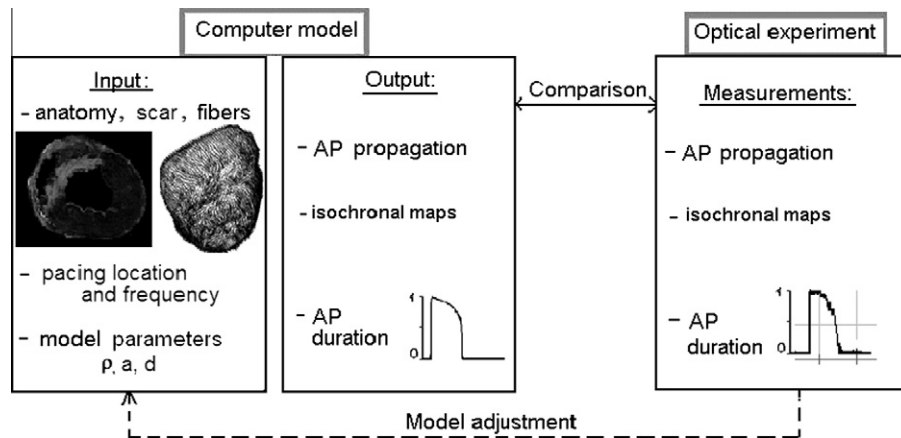 Computer model
Optical experiment
Input:
- anatomy, scar, fibers
- pacing location
and frequency
- model parameters
ρ, a, d
Output:
- AP propagation
- isochronal maps
- AP
duration
1
0
Comparison
Measurements:
- AP propagation
- isochronal maps
- AP
duration
1
0
Model adjustment